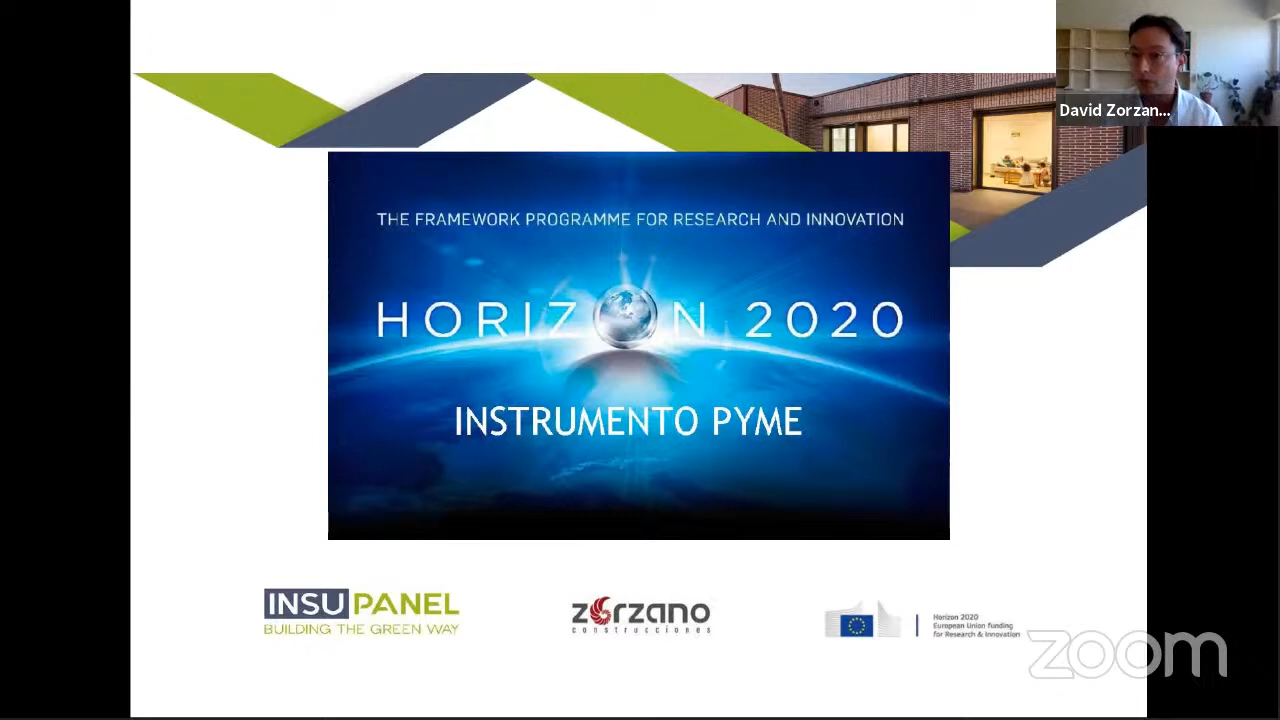 David Zorzan...
THE FRAMEWORK PROGRAMME FOR RESEARCH AND INNOVATION
HORIZON 2020
INSTRUMENTO PYME
INSUPANEL
BUILDING THE GREEN WAY
zorzano
construcciones
Horizon 2020
European Union funding
for Research & Innovation
zoom